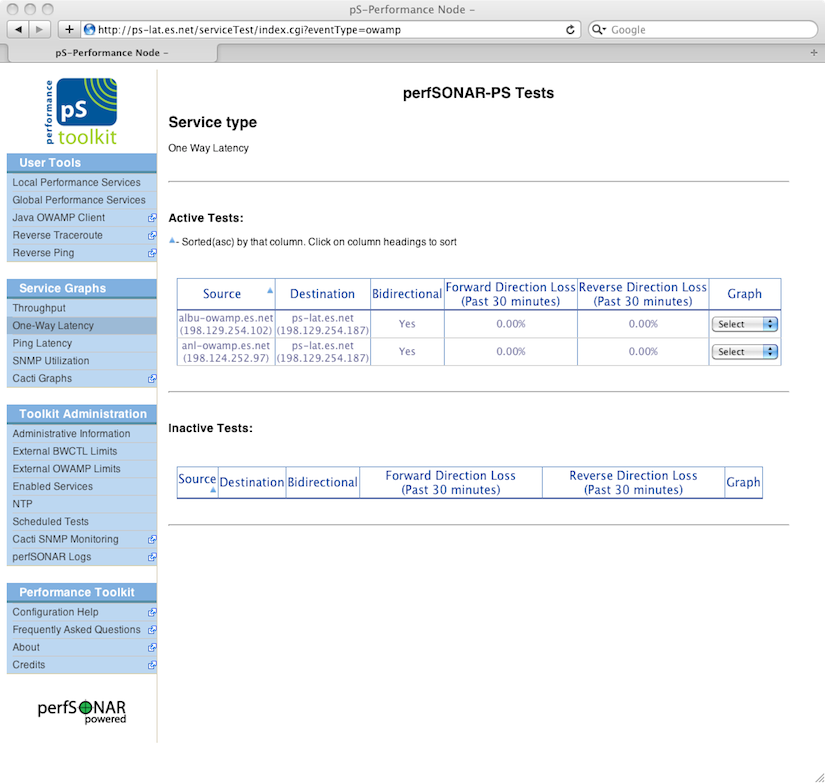 pS-Performance Node –
http://ps-lat.es.net/serviceTest/index.cgi?eventType=owamp
Google
pS-Performance Node –
performance
pS
toolkit
User Tools
Local Performance Services
Global Performance Services
Java OWAMP Client
Reverse Traceroute
Reverse Ping
Service Graphs
Throughput
One-Way Latency
Ping Latency
SNMP Utilization
Cacti Graphs
Toolkit Administration
Administrative Information
External BWCTL Limits
External OWAMP Limits
Enabled Services
NTP
Scheduled Tests
Cacti SNMP Monitoring
perfSONAR Logs
Performance Toolkit
Configuration Help
Frequently Asked Questions
About
Credits
perfSONAR
powered
perfSONAR-PS Tests
Service type
One Way Latency
Active Tests:
- Sorted(asc) by that column. Click on column headings to sort
Source Destination Bidirectional Forward Direction Loss (Past 30 minutes) Reverse Direction Loss (Past 30 minutes) Graph
albu-owamp.es.net (198.129.254.102) ps-lat.es.net (198.129.254.187) Yes 0.00% 0.00% Select
anl-owamp.es.net (198.124.252.97) ps-lat.es.net (198.129.254.187) Yes 0.00% 0.00% Select
Inactive Tests:
Source Destination Bidirectional Forward Direction Loss (Past 30 minutes) Reverse Direction Loss (Past 30 minutes) Graph